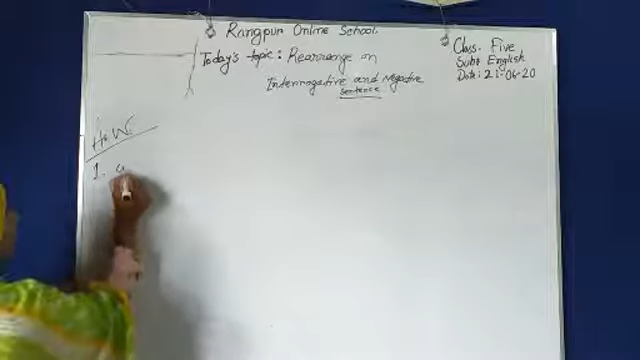 Rangpur Online School.
Today's topic: Rearrange on
Interrogative and Negative
sentence
Class. Five
Sub: English
Date: 21-06-20
H.W.
1.